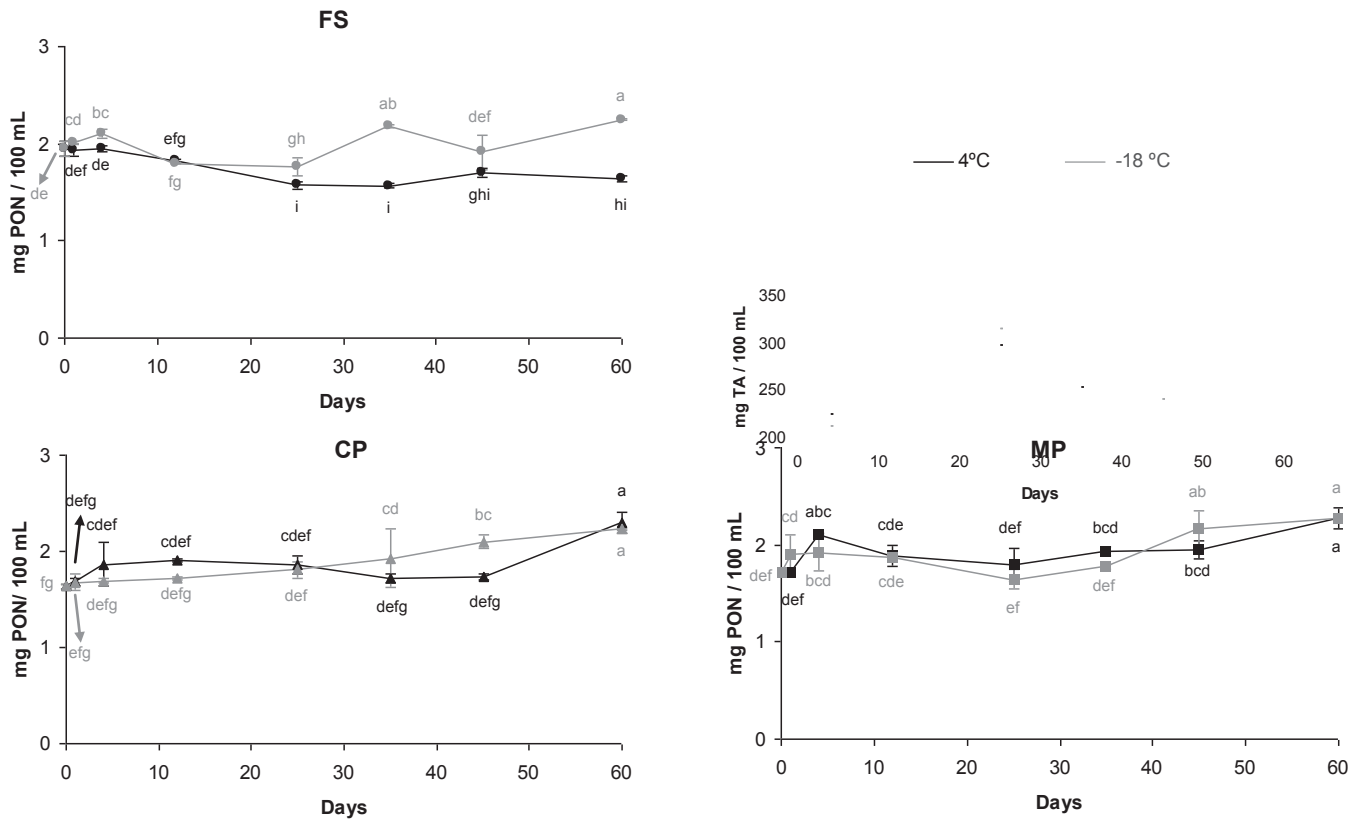 FS
mg PON / 100 mL
3
2
1
0
de
cd
bc
efg
gh
ab
def
a
def
de
fg
i
i
ghi
hi
0 10 20 30 40 50 60
Days
4ºC
-18 ºC
mg TA / 100 mL
350
300
250
200
0 10 20 30 40 50 60
Days
CP
mg PON/ 100 mL
3
2
1
0
defg
cdef
cdef
cdef
cd
bc
a
fg
defg
defg
def
defg
defg
a
efg
0 10 20 30 40 50 60
Days
MP
mg PON / 100 mL
3
2
1
0
cd
abc
cde
def
bcd
ab
a
def
def
bcd
cde
ef
def
bcd
a
0 10 20 30 40 50 60
Days